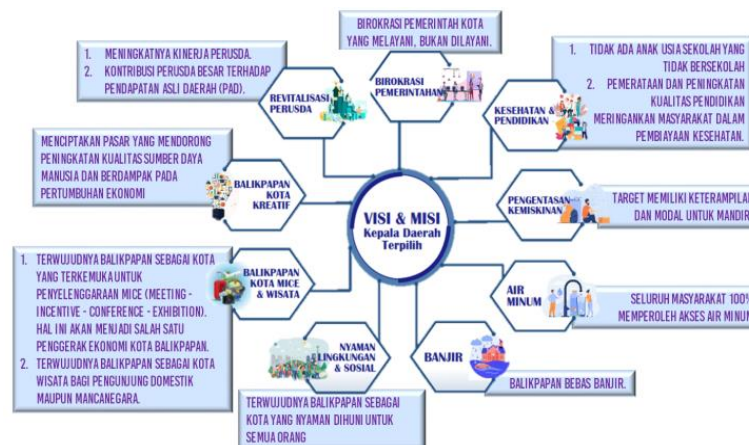 BIROKRASI PEMERINTAH KOTA
YANG MELAYANI, BUKAN DILAYANI.
BIROKRASI
PEMERINTAHAN
1. MENINGKATNYA KINERJA PERUSDA.
2. KONTRIBUSI PERUSDA BESAR TERHADAP
PENDAPATAN ASLI DAERAH (PAD).
REVITALISASI
PERUSDA
1. TIDAK ADA ANAK USIA SEKOLAH YANG
TIDAK BERSEKOLAH
2. PEMERATAAN DAN PENINGKATAN
KUALITAS PENDIDIKAN
MERINGANKAN MASYARAKAT DALAM
PEMBIAYAAN KESEHATAN.
KESEHATAN &
PENDIDIKAN
MENCIPTAKAN PASAR YANG MENDORONG
PENINGKATAN KUALITAS SUMBER DAYA
MANUSIA DAN BERDAMPAK PADA
PERTUMBUHAN EKONOMI
BALIKPAPAN
KOTA
KREATIF
VISI & MISI
Kepala Daerah
Terpilih
PENGENTASAN
KEMISKINAN
TARGET MEMILIKI KETERAMPILA
DAN MODAL UNTUK MANDIR
1. TERWUJUDNYA BALIKPAPAN SEBAGAI KOTA
YANG TERKEMUKA UNTUK
PENYELENGGARAAN MICE (MEETING -
INCENTIVE - CONFERENCE - EXHIBITION).
HAL INI AKAN MENJADI SALAH SATU
PENGGERAK EKONOMI KOTA BALIKPAPAN.
2. TERWUJUDNYA BALIKPAPAN SEBAGAI KOTA
WISATA BAGI PENGUNJUNG DOMESTIK
MAUPUN MANCANEGARA.
BALIKPAPAN
KOTA MICE
& WISATA
AIR
MINUM
SELURUH MASYARAKAT 100%
MEMPEROLEH AKSES AIR MINUM
NYAMAN
LINGKUNGAN
& SOSIAL
TERWUJUDNYA BALIKPAPAN SEBAGAI
KOTA YANG NYAMAN DIHUNI UNTUK
SEMUA ORANG
BANJIR
BALIKPAPAN BEBAS BANJIR.